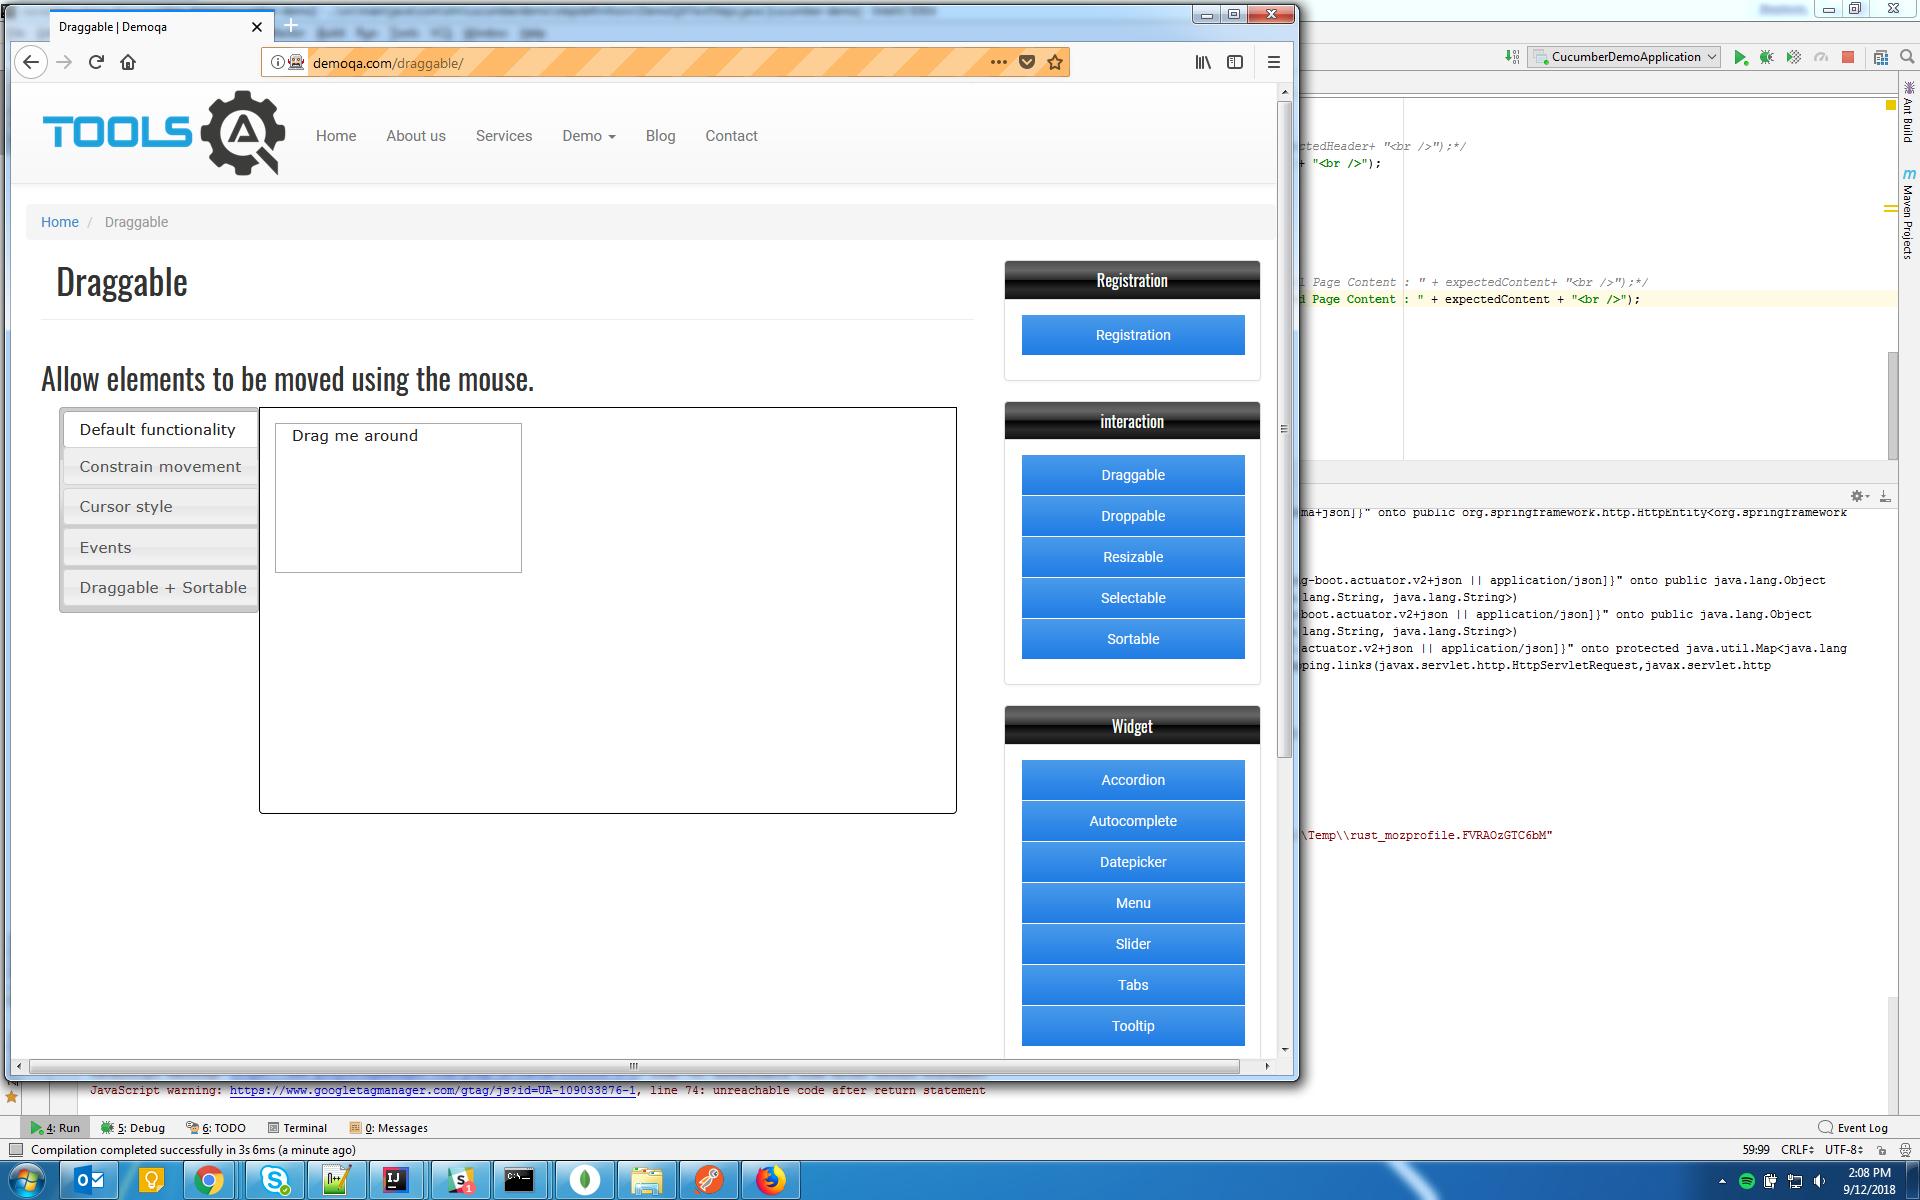 Draggable | Demoqa
demoqa.com/draggable/
CucumberDemoApplication
TOOLS QA
Home
About us
Services
Demo
Blog
Contact
Home / Draggable
Draggable
Allow elements to be moved using the mouse.
Default functionality
Constrain movement
Cursor style
Events
Draggable + Sortable
Drag me around
Registration
Registration
interaction
Draggable
Droppable
Resizable
Selectable
Sortable
Widget
Accordion
Autocomplete
Datepicker
Menu
Slider
Tabs
Tooltip
ctedHeader+ "<br />");*/
+ "<br />");
l Page Content : " + expectedContent+ "<br />");*/
d Page Content : " + expectedContent + "<br />");
Ant Build
m Maven Projects
ma+json]}" onto public org.springframework.http.HttpEntity<org.springframework
g-boot.actuator.v2+json || application/json]}" onto public java.lang.Object
lang.String, java.lang.String>)
boot.actuator.v2+json || application/json]}" onto public java.lang.Object
lang.String, java.lang.String>)
actuator.v2+json || application/json]}" onto protected java.util.Map<java.lang
pping.links(javax.servlet.http.HttpServletRequest,javax.servlet.http
\Temp\\rust_mozprofile.FVRAOzGTC6bM"
JavaScript warning: https://www.googletagmanager.com/gtag/js?id=UA-109033876-1, line 74: unreachable code after return statement
4: Run
5: Debug
6: TODO
Terminal
0: Messages
Event Log
Compilation completed successfully in 3s 6ms (a minute ago)
59:99 CRLF UTF-8
2:08 PM
9/12/2018